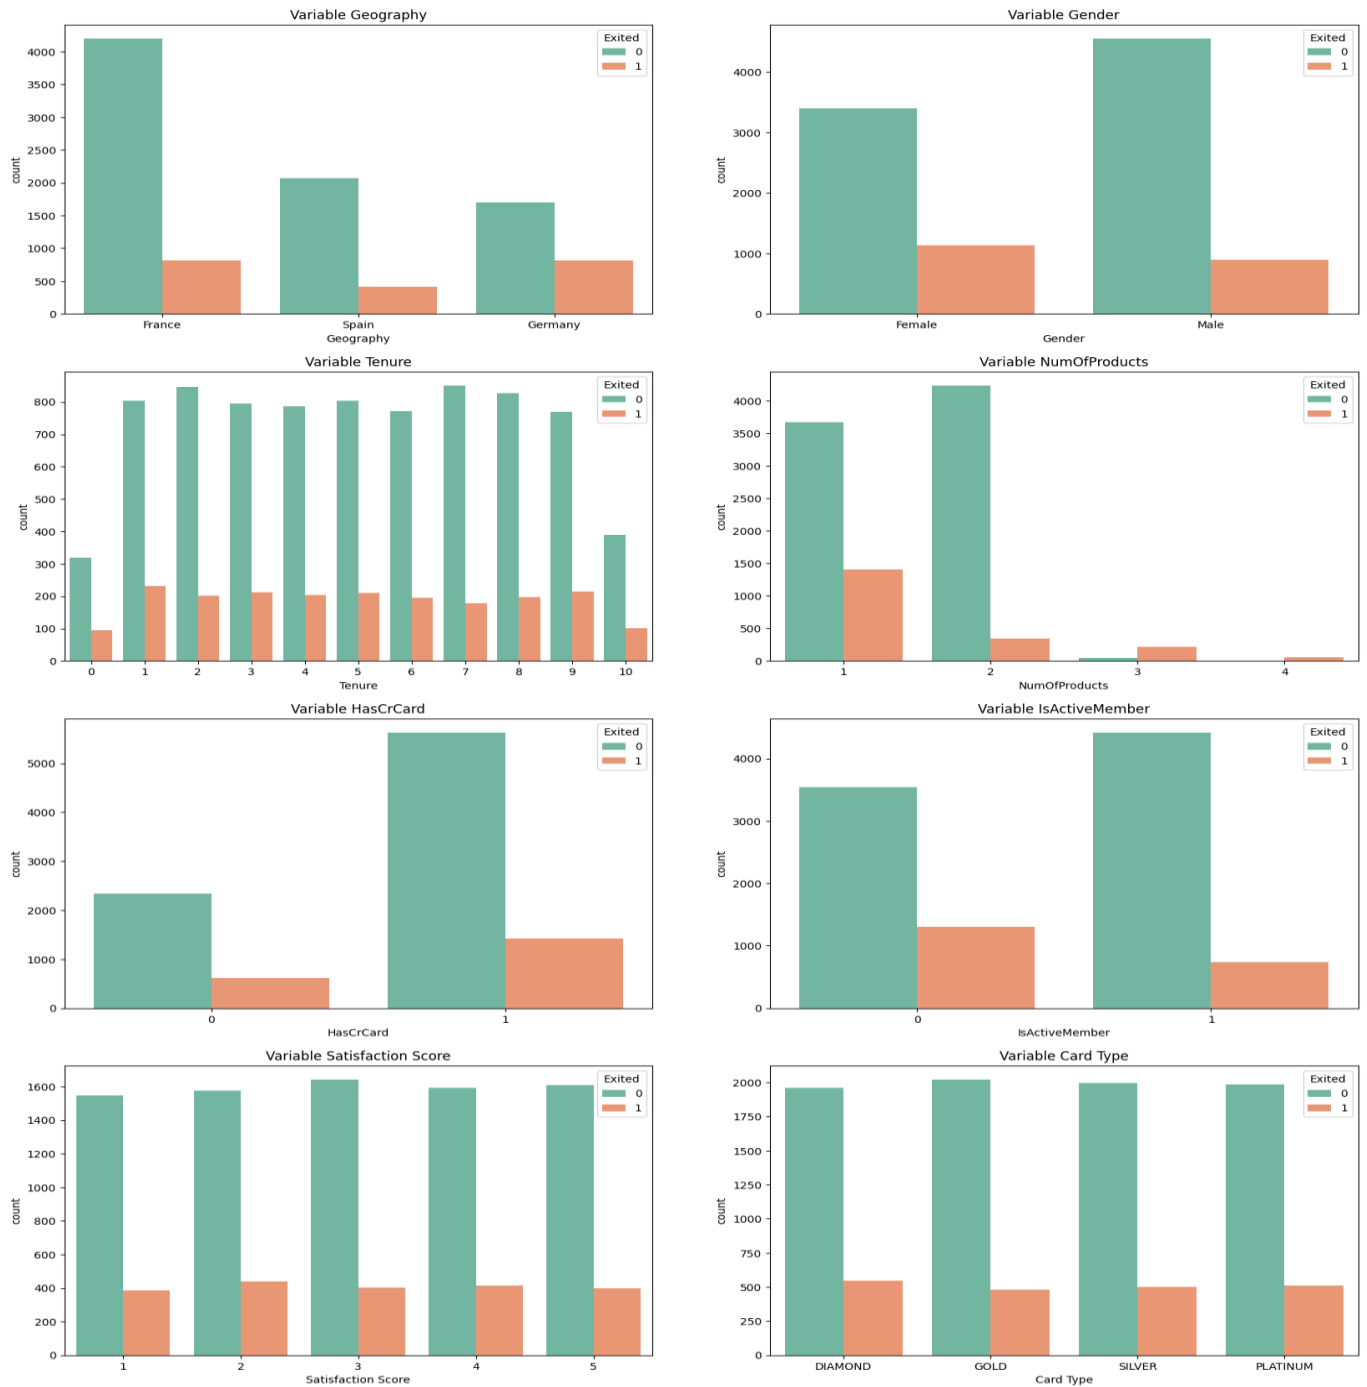 Variable Geography
Exited
0
1
4000
3500
3000
2500
2000
1500
1000
500
0
count
France Spain Germany
Geography
Variable Gender
Exited
0
1
4000
3000
2000
1000
0
count
Female Male
Gender
Variable Tenure
Exited
0
1
800
700
600
500
400
300
200
100
0
count
0 1 2 3 4 5 6 7 8 9 10
Tenure
Variable NumOfProducts
Exited
0
1
4000
3500
3000
2500
2000
1500
1000
500
0
count
1 2 3 4
NumOfProducts
Variable HasCrCard
Exited
0
1
5000
4000
3000
2000
1000
0
count
0 1
HasCrCard
Variable IsActiveMember
Exited
0
1
4000
3000
2000
1000
0
count
0 1
IsActiveMember
Variable Satisfaction Score
Exited
0
1
1600
1400
1200
1000
800
600
400
200
0
count
1 2 3 4 5
Satisfaction Score
Variable Card Type
Exited
0
1
2000
1750
1500
1250
1000
750
500
250
0
count
DIAMOND GOLD SILVER PLATINUM
Card Type